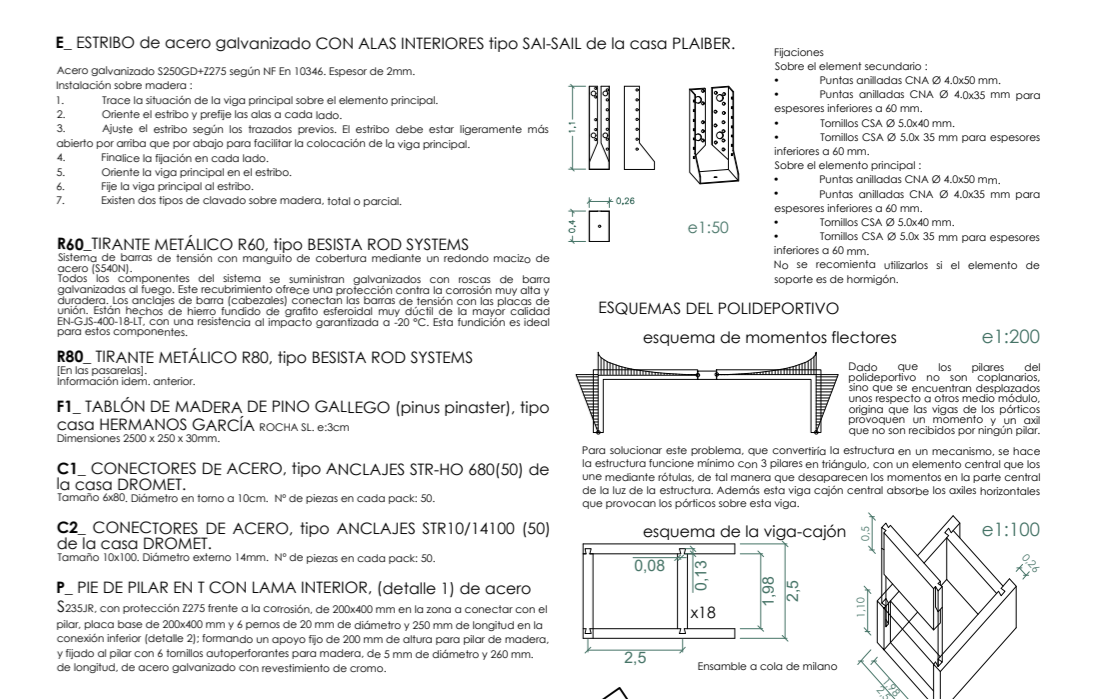 E_ ESTRIBO de acero galvanizado CON ALAS INTERIORES tipo SAI-SAIL de la casa PLAIBER.
Acero galvanizado S250GD+Z275 según NF En 10346. Espesor de 2mm.
Instalación sobre madera :
1. Trace la situación de la viga principal sobre el elemento principal.
2. Oriente el estribo y prefije las alas a cada lado.
3. Ajuste el estribo según los trazados previos. El estribo debe estar ligeramente más
abierto por arriba que por abajo para facilitar la colocación de la viga principal.
4. Finalice la fijación en cada lado.
5. Oriente la viga principal en el estribo.
6. Fije la viga principal al estribo.
7. Existen dos tipos de clavado sobre madera, total o parcial.
R60_TIRANTE METÁLICO R60, tipo BESISTA ROD SYSTEMS
Sistema de barras de tensión con manguito de cobertura mediante un redondo macizo de
acero (S540N).
Todos los componentes del sistema se suministran galvanizados con roscas de barra
galvanizadas al fuego. Este recubrimiento ofrece una protección contra la corrosión muy alta y
duradera. Los anclajes de barra (cabezales) conectan las barras de tensión con las placas de
unión. Están hechos de hierro fundido de grafito esferoidal muy dúctil de la mayor calidad
EN-GJS-400-18-LT, con una resistencia al impacto garantizada a -20 °C. Esta fundición es ideal
para estos componentes.
R80_ TIRANTE METÁLICO R80, tipo BESISTA ROD SYSTEMS
[En las pasarelas].
Información idem. anterior.
F1_ TABLÓN DE MADERA DE PINO GALLEGO (pinus pinaster), tipo
casa HERMANOS GARCÍA ROCHA SL. e:3cm
Dimensiones 2500 x 250 x 30mm.
C1_ CONECTORES DE ACERO, tipo ANCLAJES STR-HO 680(50) de
la casa DROMET.
Tamaño 6x80. Diámetro en torno a 10cm. Nº de piezas en cada pack: 50.
C2_ CONECTORES DE ACERO, tipo ANCLAJES STR10/14100 (50)
de la casa DROMET.
Tamaño 10x100. Diámetro externo 14mm. Nº de piezas en cada pack: 50.
P_ PIE DE PILAR EN T CON LAMA INTERIOR, (detalle 1) de acero
S235JR, con protección Z275 frente a la corrosión, de 200x400 mm en la zona a conectar con el
pilar, placa base de 200x400 mm y 6 pernos de 20 mm de diámetro y 250 mm de longitud en la
conexión inferior (detalle 2); formando un apoyo fijo de 200 mm de altura para pilar de madera,
y fijado al pilar con 6 tornillos autoperforantes para madera, de 5 mm de diámetro y 260 mm.
de longitud, de acero galvanizado con revestimiento de cromo.
1,1
0,26
0,4
e1:50
Fijaciones
Sobre el element secundario :
• Puntas anilladas CNA Ø 4.0x50 mm.
• Puntas anilladas CNA Ø 4.0x35 mm para
espesores inferiores a 60 mm.
• Tornillos CSA Ø 5.0x40 mm.
• Tornillos CSA Ø 5.0x 35 mm para espesores
inferiores a 60 mm.
Sobre el elemento principal :
• Puntas anilladas CNA Ø 4.0x50 mm.
• Puntas anilladas CNA Ø 4.0x35 mm para
espesores inferiores a 60 mm.
• Tornillos CSA Ø 5.0x40 mm.
• Tornillos CSA Ø 5.0x 35 mm para espesores
inferiores a 60 mm.
No se recomienta utilizarlos si el elemento de
soporte es de hormigón.
ESQUEMAS DEL POLIDEPORTIVO
esquema de momentos flectores e1:200
Dado que los pilares del
polideportivo no son coplanarios,
sino que se encuentran desplazados
unos respecto a otros medio módulo,
origina que las vigas de los pórticos
provoquen un momento y un axil
que no son recibidos por ningún pilar.
Para solucionar este problema, que convertiría la estructura en un mecanismo, se hace
la estructura funcione mínimo con 3 pilares en triángulo, con un elemento central que los
une mediante rótulas, de tal manera que desaparecen los momentos en la parte central
de la luz de la estructura. Además esta viga cajón central absorbe los axiles horizontales
que provocan los pórticos sobre esta viga.
esquema de la viga-cajón e1:100
0,08
0,13
1,98
2,5
x18
2,5
Ensamble a cola de milano
0,5
0,26
1,10
1,98
2,5